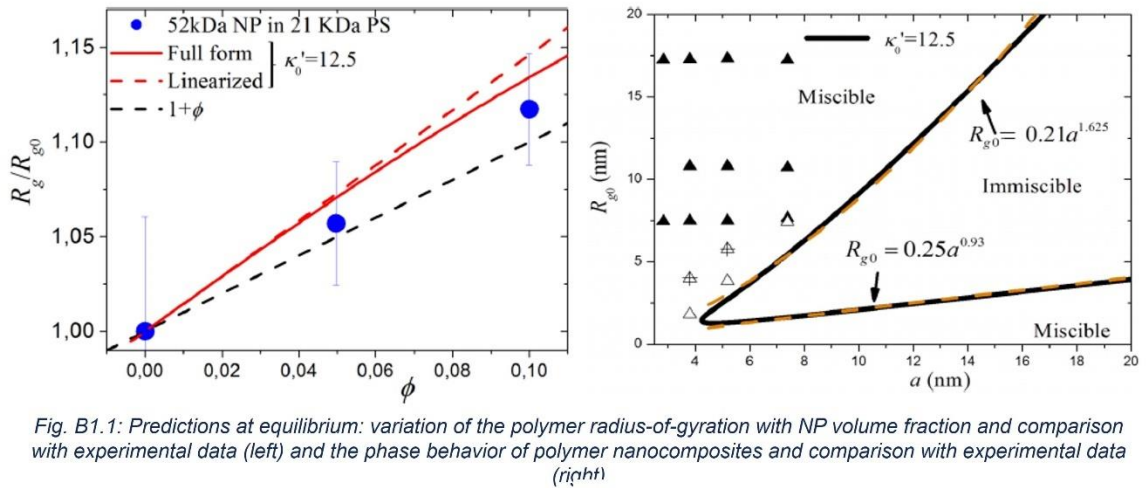 52kDa NP in 21 KDa PS
Full form
Linearized
κ0'=12.5
1+ϕ
1,15
1,10
1,05
1,00
Rg/Rg0
0,00 0,02 0,04 0,06 0,08 0,10
ϕ
κ0'=12.5
Miscible
Rg0= 0.21a^1.625
Immiscible
Rg0= 0.25a^0.93
Miscible
20
15
10
5
0
Rg0 (nm)
4 6 8 10 12 14 16 18 20
a (nm)
Fig. B1.1: Predictions at equilibrium: variation of the polymer radius-of-gyration with NP volume fraction and comparison
with experimental data (left) and the phase behavior of polymer nanocomposites and comparison with experimental data
(right)